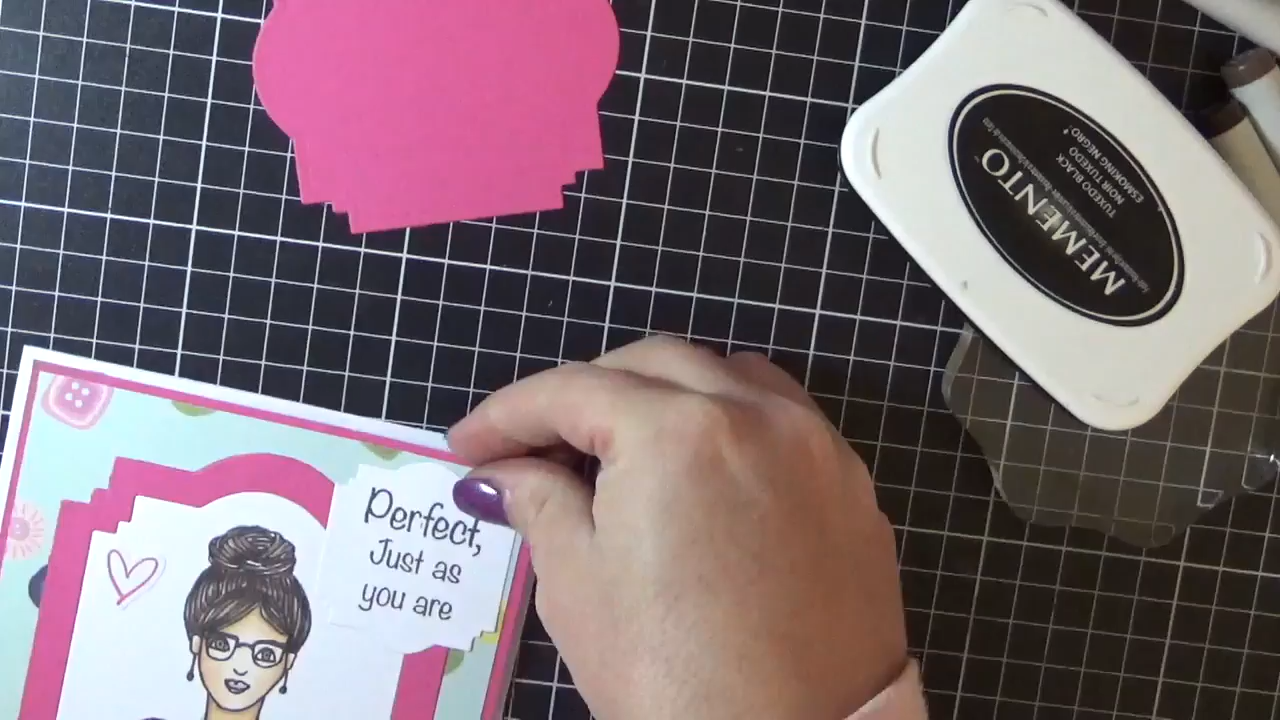 MEMENTO
TUXEDO BLACK
NOIR TUXEDO
ESMOKING NEGRO
Perfect,
Just as
you are